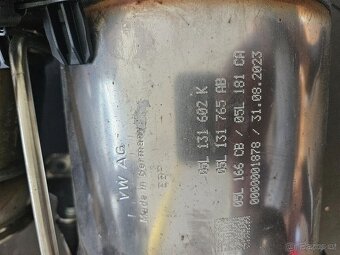 VW AG
Made in Germany
05L 131 602 K
05L 131 765 AB
05L 166 CB / 05L 181 CA
0000001878 / 31.08.2023